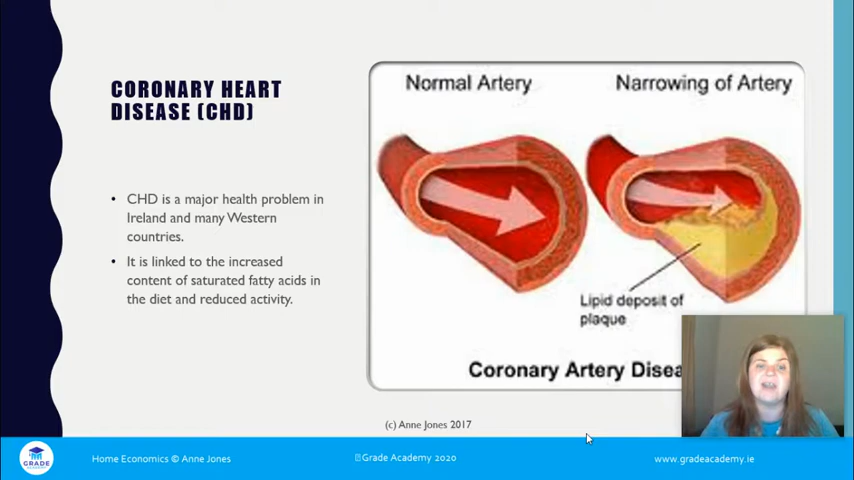 CORONARY HEART
DISEASE (CHD)
• CHD is a major health problem in
Ireland and many Western
countries.
• It is linked to the increased
content of saturated fatty acids in
the diet and reduced activity.
Normal Artery
Narrowing of Artery
Lipid deposit of
plaque
Coronary Artery
(c) Anne Jones 2017
GRADE
ACADEMY
Home Economics © Anne Jones
Grade Academy 2020
www.gradeacademy.ie